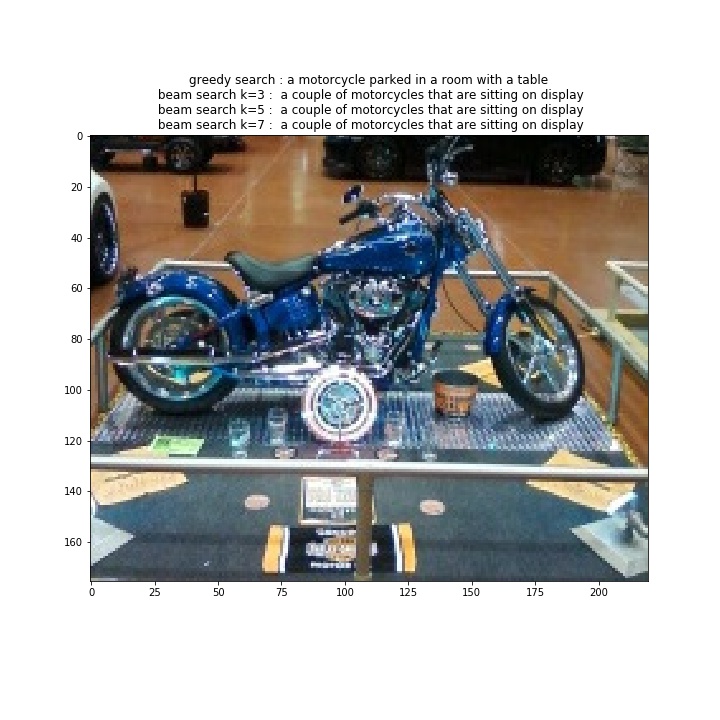 greedy search : a motorcycle parked in a room with a table
beam search k=3 :  a couple of motorcycles that are sitting on display
beam search k=5 :  a couple of motorcycles that are sitting on display
beam search k=7 :  a couple of motorcycles that are sitting on display
0
20
40
60
80
100
120
140
160
0 25 50 75 100 125 150 175 200